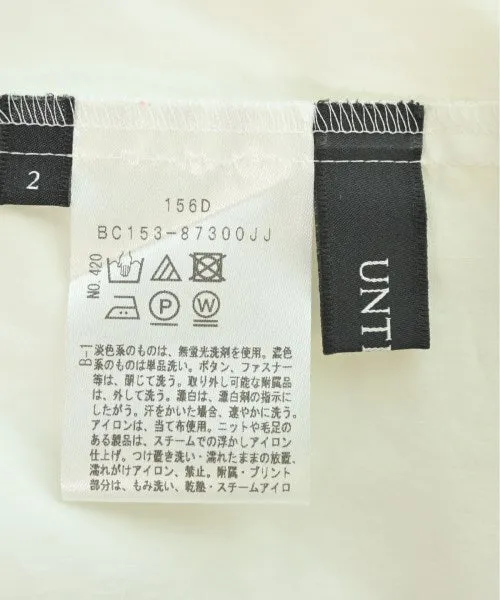 2
156D
BC153-87300JJ
NO.420
P
W
B-1
淡色系のものは、無蛍光洗剤を使用。濃色
系のものは単品洗い。ボタン、ファスナー
等は、閉じて洗う。取り外し可能な附属品
は、外して洗う。漂白は、漂白剤の指示に
したがう。汗をかいた場合、速やかに洗う。
アイロンは、当て布使用。ニットや毛足の
ある製品は、スチームでの浮かしアイロン
仕上げ。つけ置き洗い・濡れたままの放置、
濡れがけアイロン、禁止。附属・プリント
部分は、もみ洗い、乾熱・スチームアイロ
UNTI